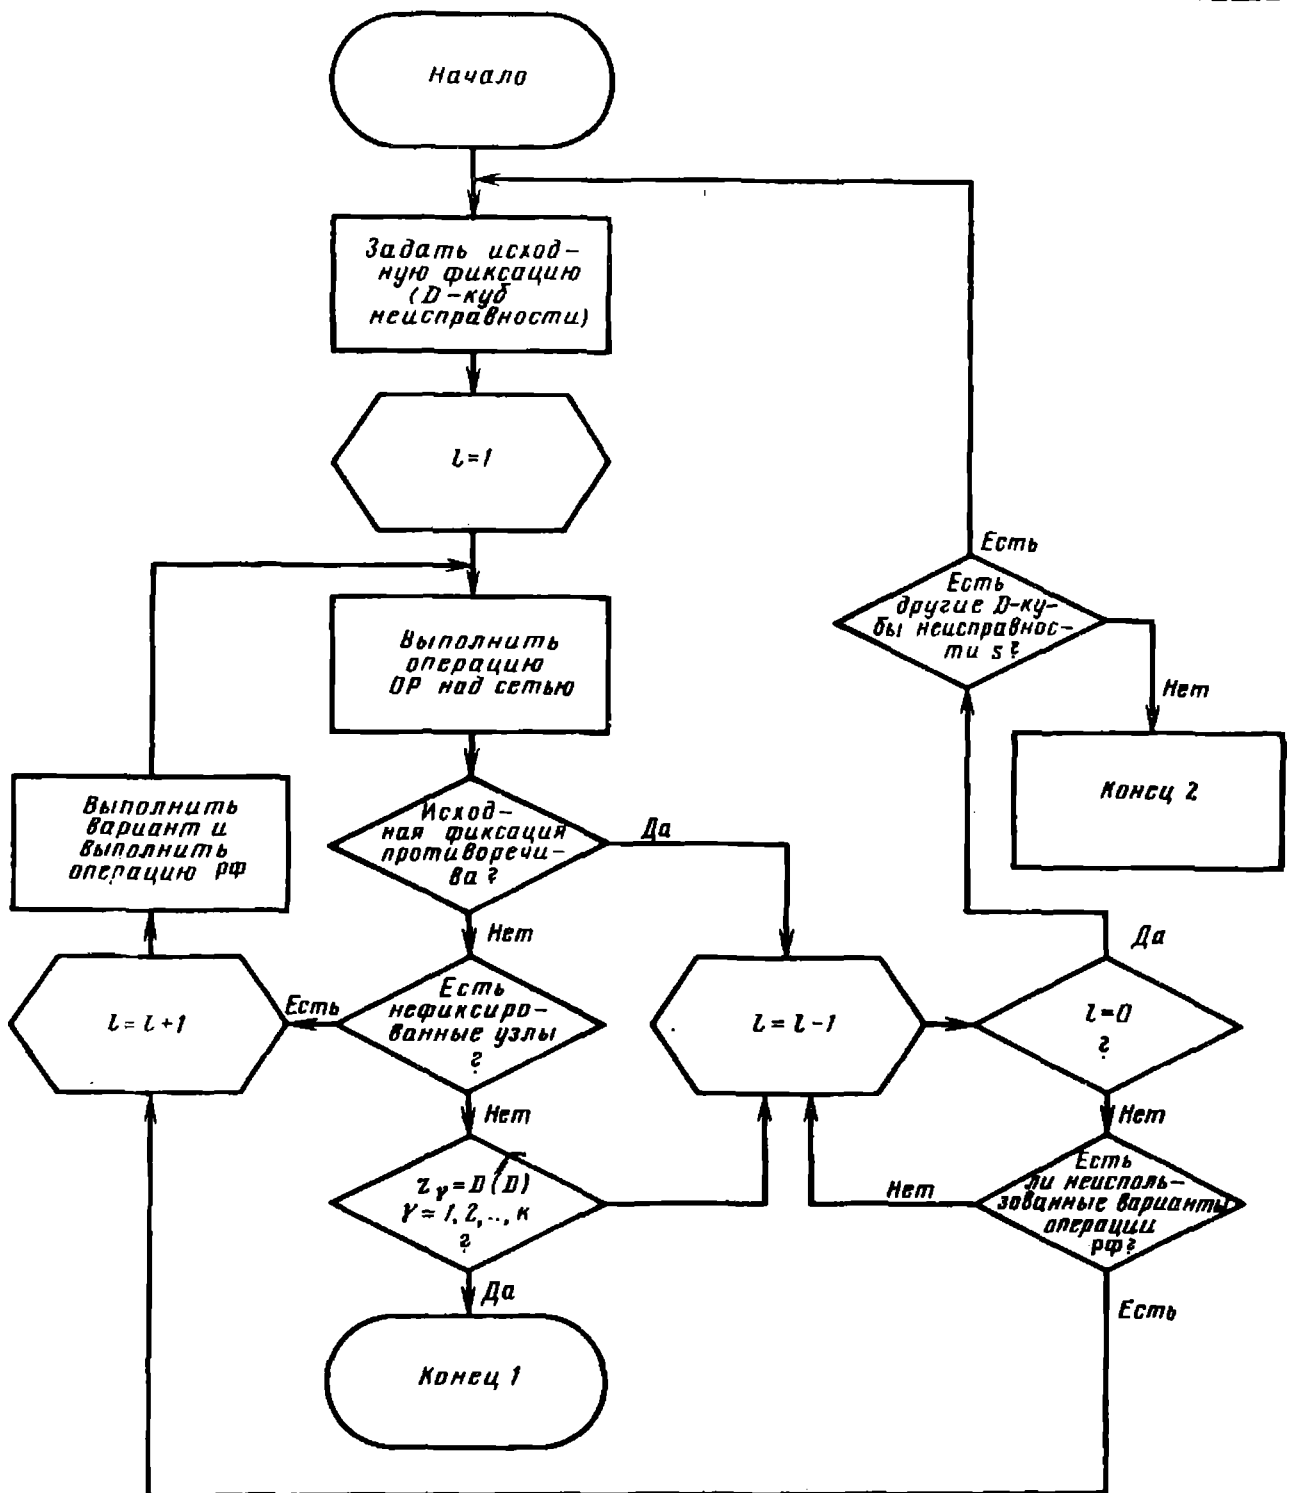 Начало
Задать исход-
ную фиксацию
(D-куб
неисправности)
l=1
Есть
Есть
другие D-ку-
бы неисправнос-
ти s?
Нет
Конец 2
Выполнить
операцию
ОР над сетью
Выполнить
вариант и
выполнить
операцию рф
Исход-
ная фиксация
противоречи-
ва?
Да
Нет
Да
l=l+1
Есть
Есть
нефиксиро-
ванные узлы
?
l=l-1
l=0
?
Нет
Нет
z_γ=D(D̄)
γ=1,2,..,к
?
Нет
Есть
ли неисполь-
зованные варианты
операции
рф?
Да
Есть
Конец 1